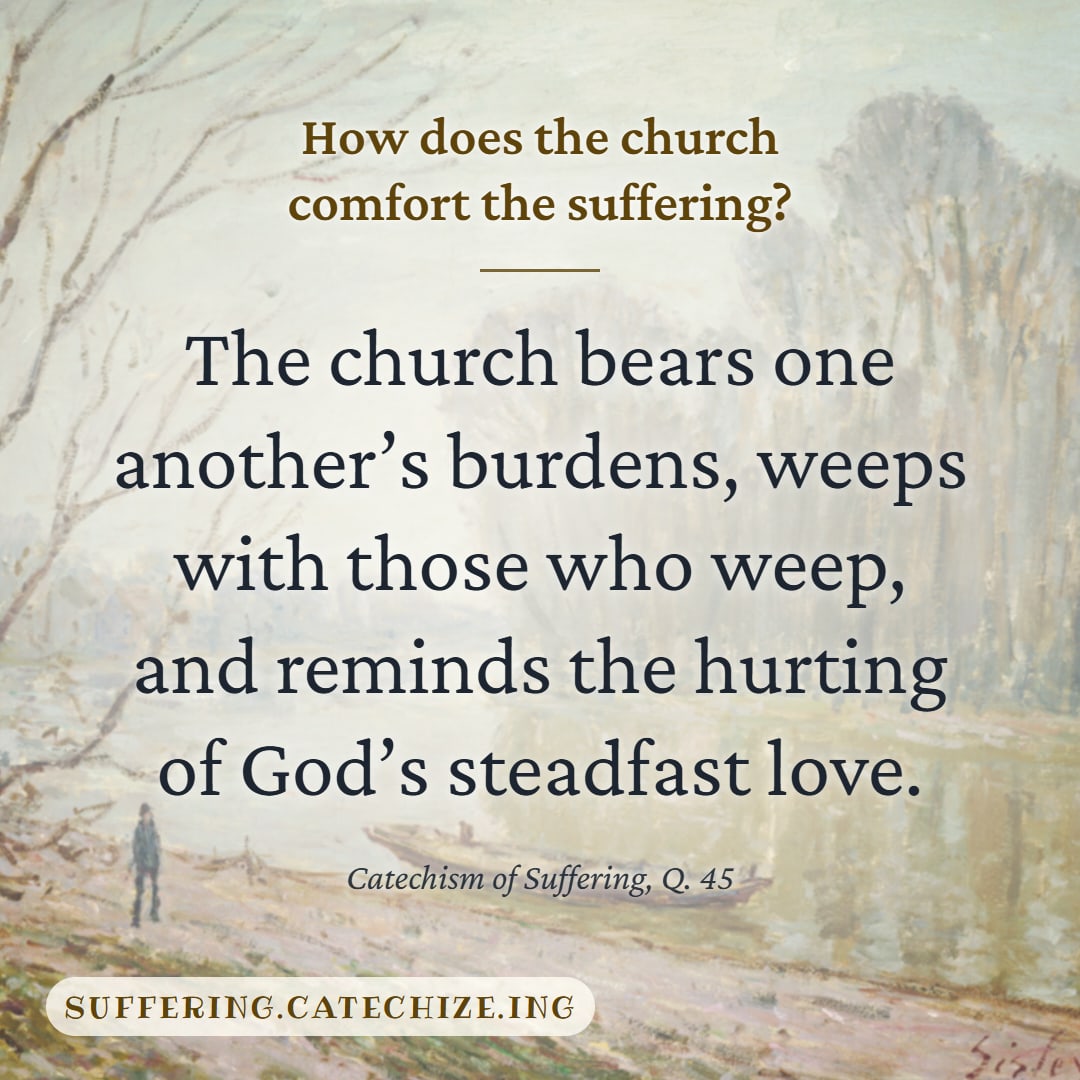 How does the church
comfort the suffering?
The church bears one
another’s burdens, weeps
with those who weep,
and reminds the hurting
of God’s steadfast love.
Catechism of Suffering, Q. 45
SUFFERING.CATECHIZE.ING